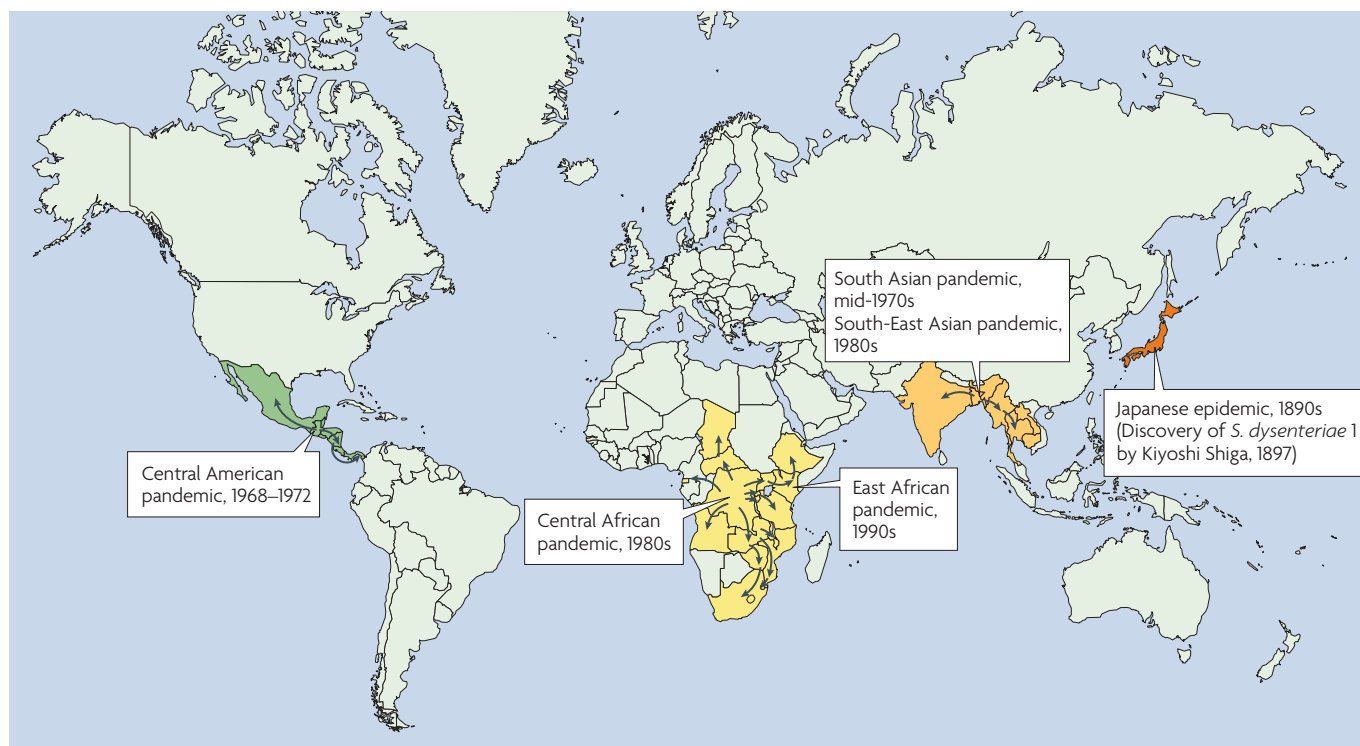 South Asian pandemic,
mid-1970s
South-East Asian pandemic,
1980s
Japanese epidemic, 1890s
(Discovery of S. dysenteriae 1
by Kiyoshi Shiga, 1897)
Central American
pandemic, 1968–1972
Central African
pandemic, 1980s
East African
pandemic,
1990s